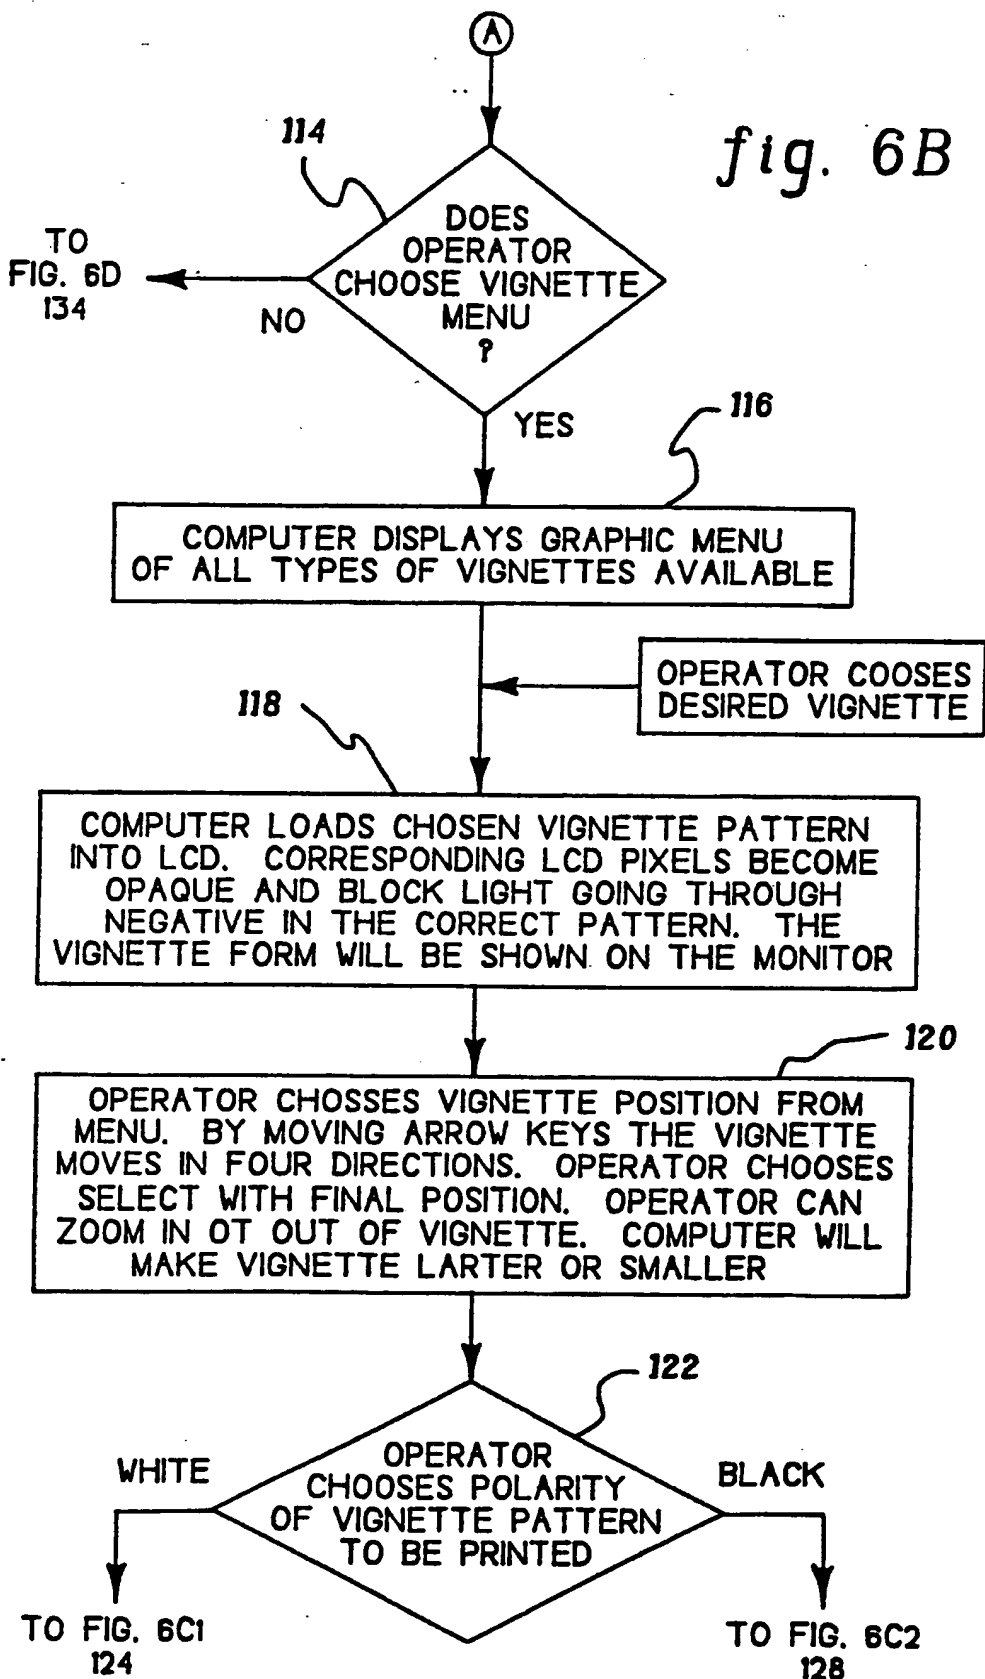 A
fig. 6B
114
DOES
OPERATOR
CHOOSE VIGNETTE
MENU
?
TO
FIG. 6D
134
NO
YES
116
COMPUTER DISPLAYS GRAPHIC MENU
OF ALL TYPES OF VIGNETTES AVAILABLE
OPERATOR COOSES
DESIRED VIGNETTE
118
COMPUTER LOADS CHOSEN VIGNETTE PATTERN
INTO LCD. CORRESPONDING LCD PIXELS BECOME
OPAQUE AND BLOCK LIGHT GOING THROUGH
NEGATIVE IN THE CORRECT PATTERN. THE
VIGNETTE FORM WILL BE SHOWN ON THE MONITOR
120
OPERATOR CHOSSES VIGNETTE POSITION FROM
MENU. BY MOVING ARROW KEYS THE VIGNETTE
MOVES IN FOUR DIRECTIONS. OPERATOR CHOOSES
SELECT WITH FINAL POSITION. OPERATOR CAN
ZOOM IN OT OUT OF VIGNETTE. COMPUTER WILL
MAKE VIGNETTE LARTER OR SMALLER
122
OPERATOR
CHOOSES POLARITY
OF VIGNETTE PATTERN
TO BE PRINTED
WHITE
BLACK
TO FIG. 6C1
124
TO FIG. 6C2
128